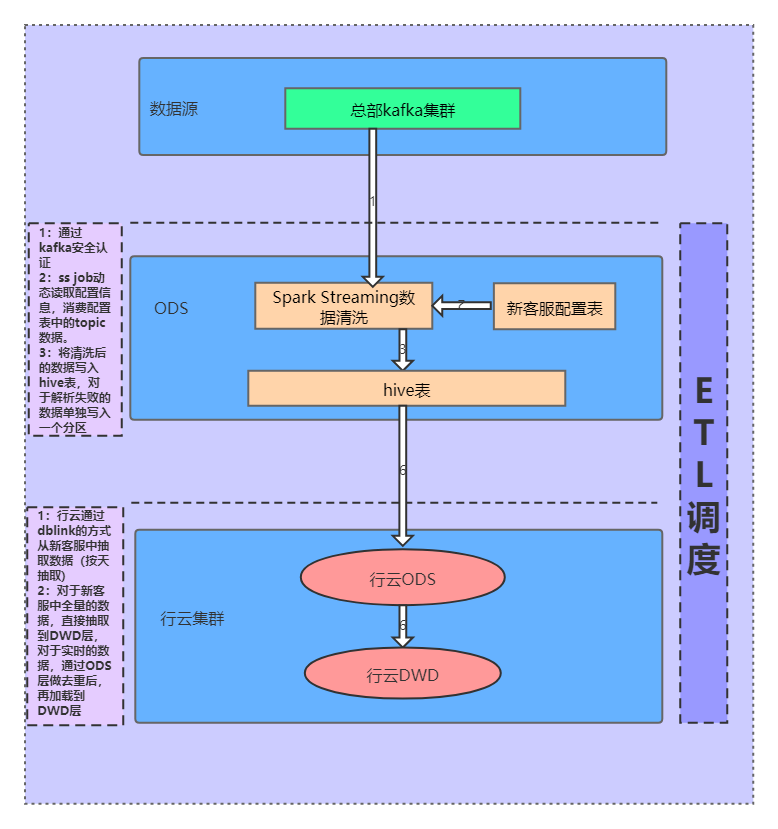 数据源
总部kafka集群
1
1：通过
kafka安全认
证
2：ss job动
态读取配置信
息，消费配置
表中的topic
数据。
3：将清洗后
的数据写入
hive表，对
于解析失败的
数据单独写入
一个分区
ODS
Spark Streaming数
据清洗
7
新客服配置表
3
hive表
6
1：行云通过
dblink的方式
从新客服中抽
取数据（按天
抽取)
2：对于新客
服中全量的数
据，直接抽取
到DWD层，
对于实时的数
据，通过ODS
层做去重后，
再加载到
DWD层
行云集群
行云ODS
6
行云DWD
E
T
L
调
度